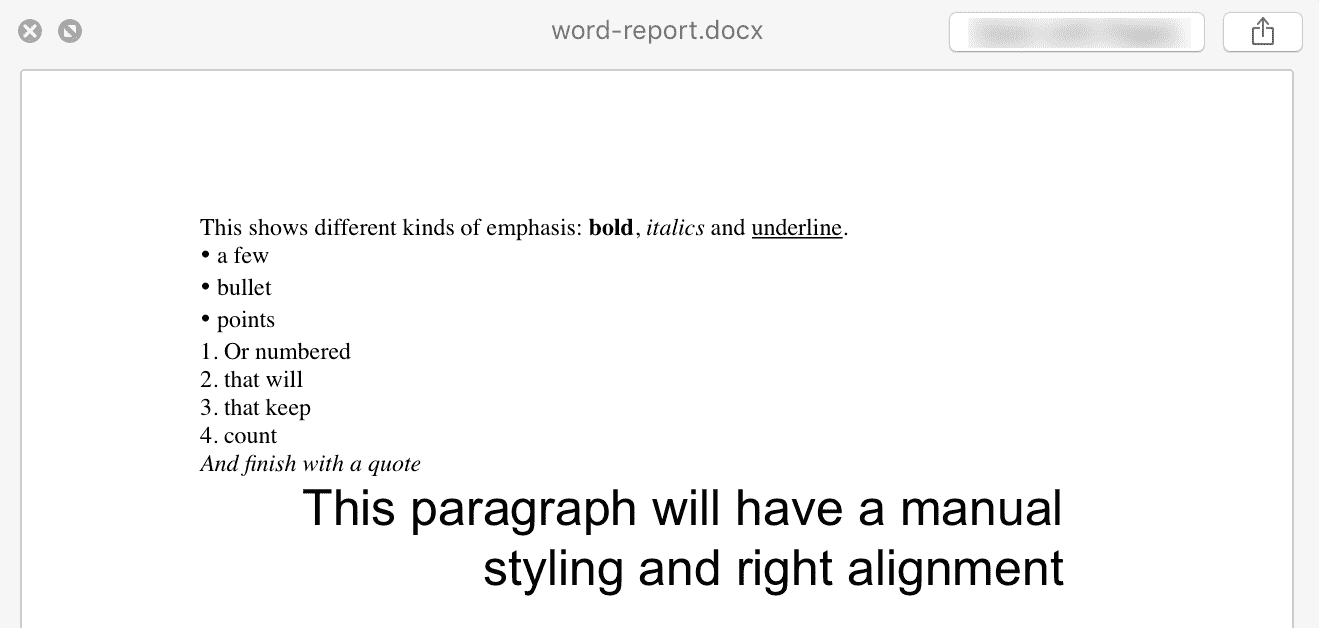 word-report.docx
This shows different kinds of emphasis: bold, italics and underline.
• a few
• bullet
• points
1. Or numbered
2. that will
3. that keep
4. count
And finish with a quote
This paragraph will have a manual
styling and right alignment